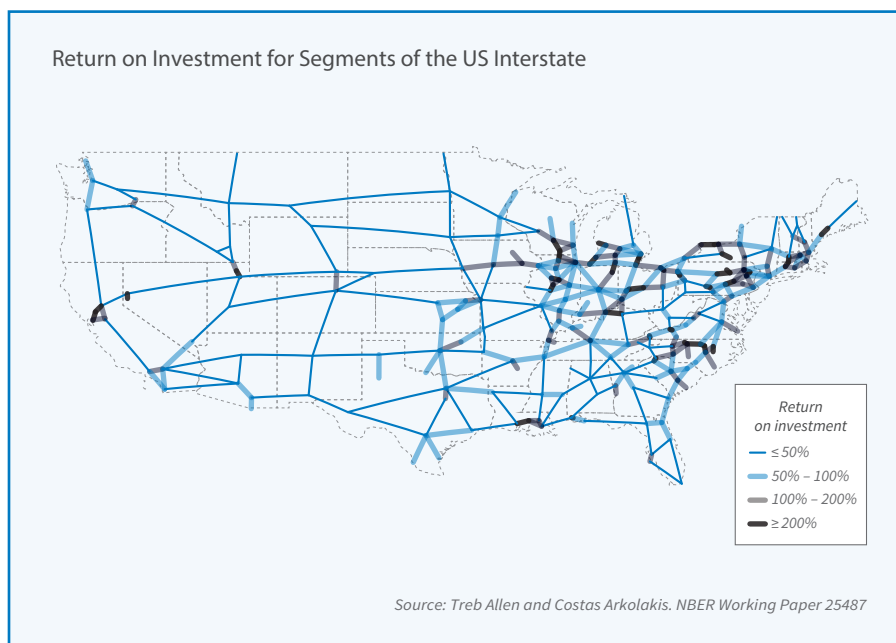 Return on Investment for Segments of the US Interstate
Return
on investment
≤ 50%
50% – 100%
100% – 200%
≥ 200%
Source: Treb Allen and Costas Arkolakis. NBER Working Paper 25487